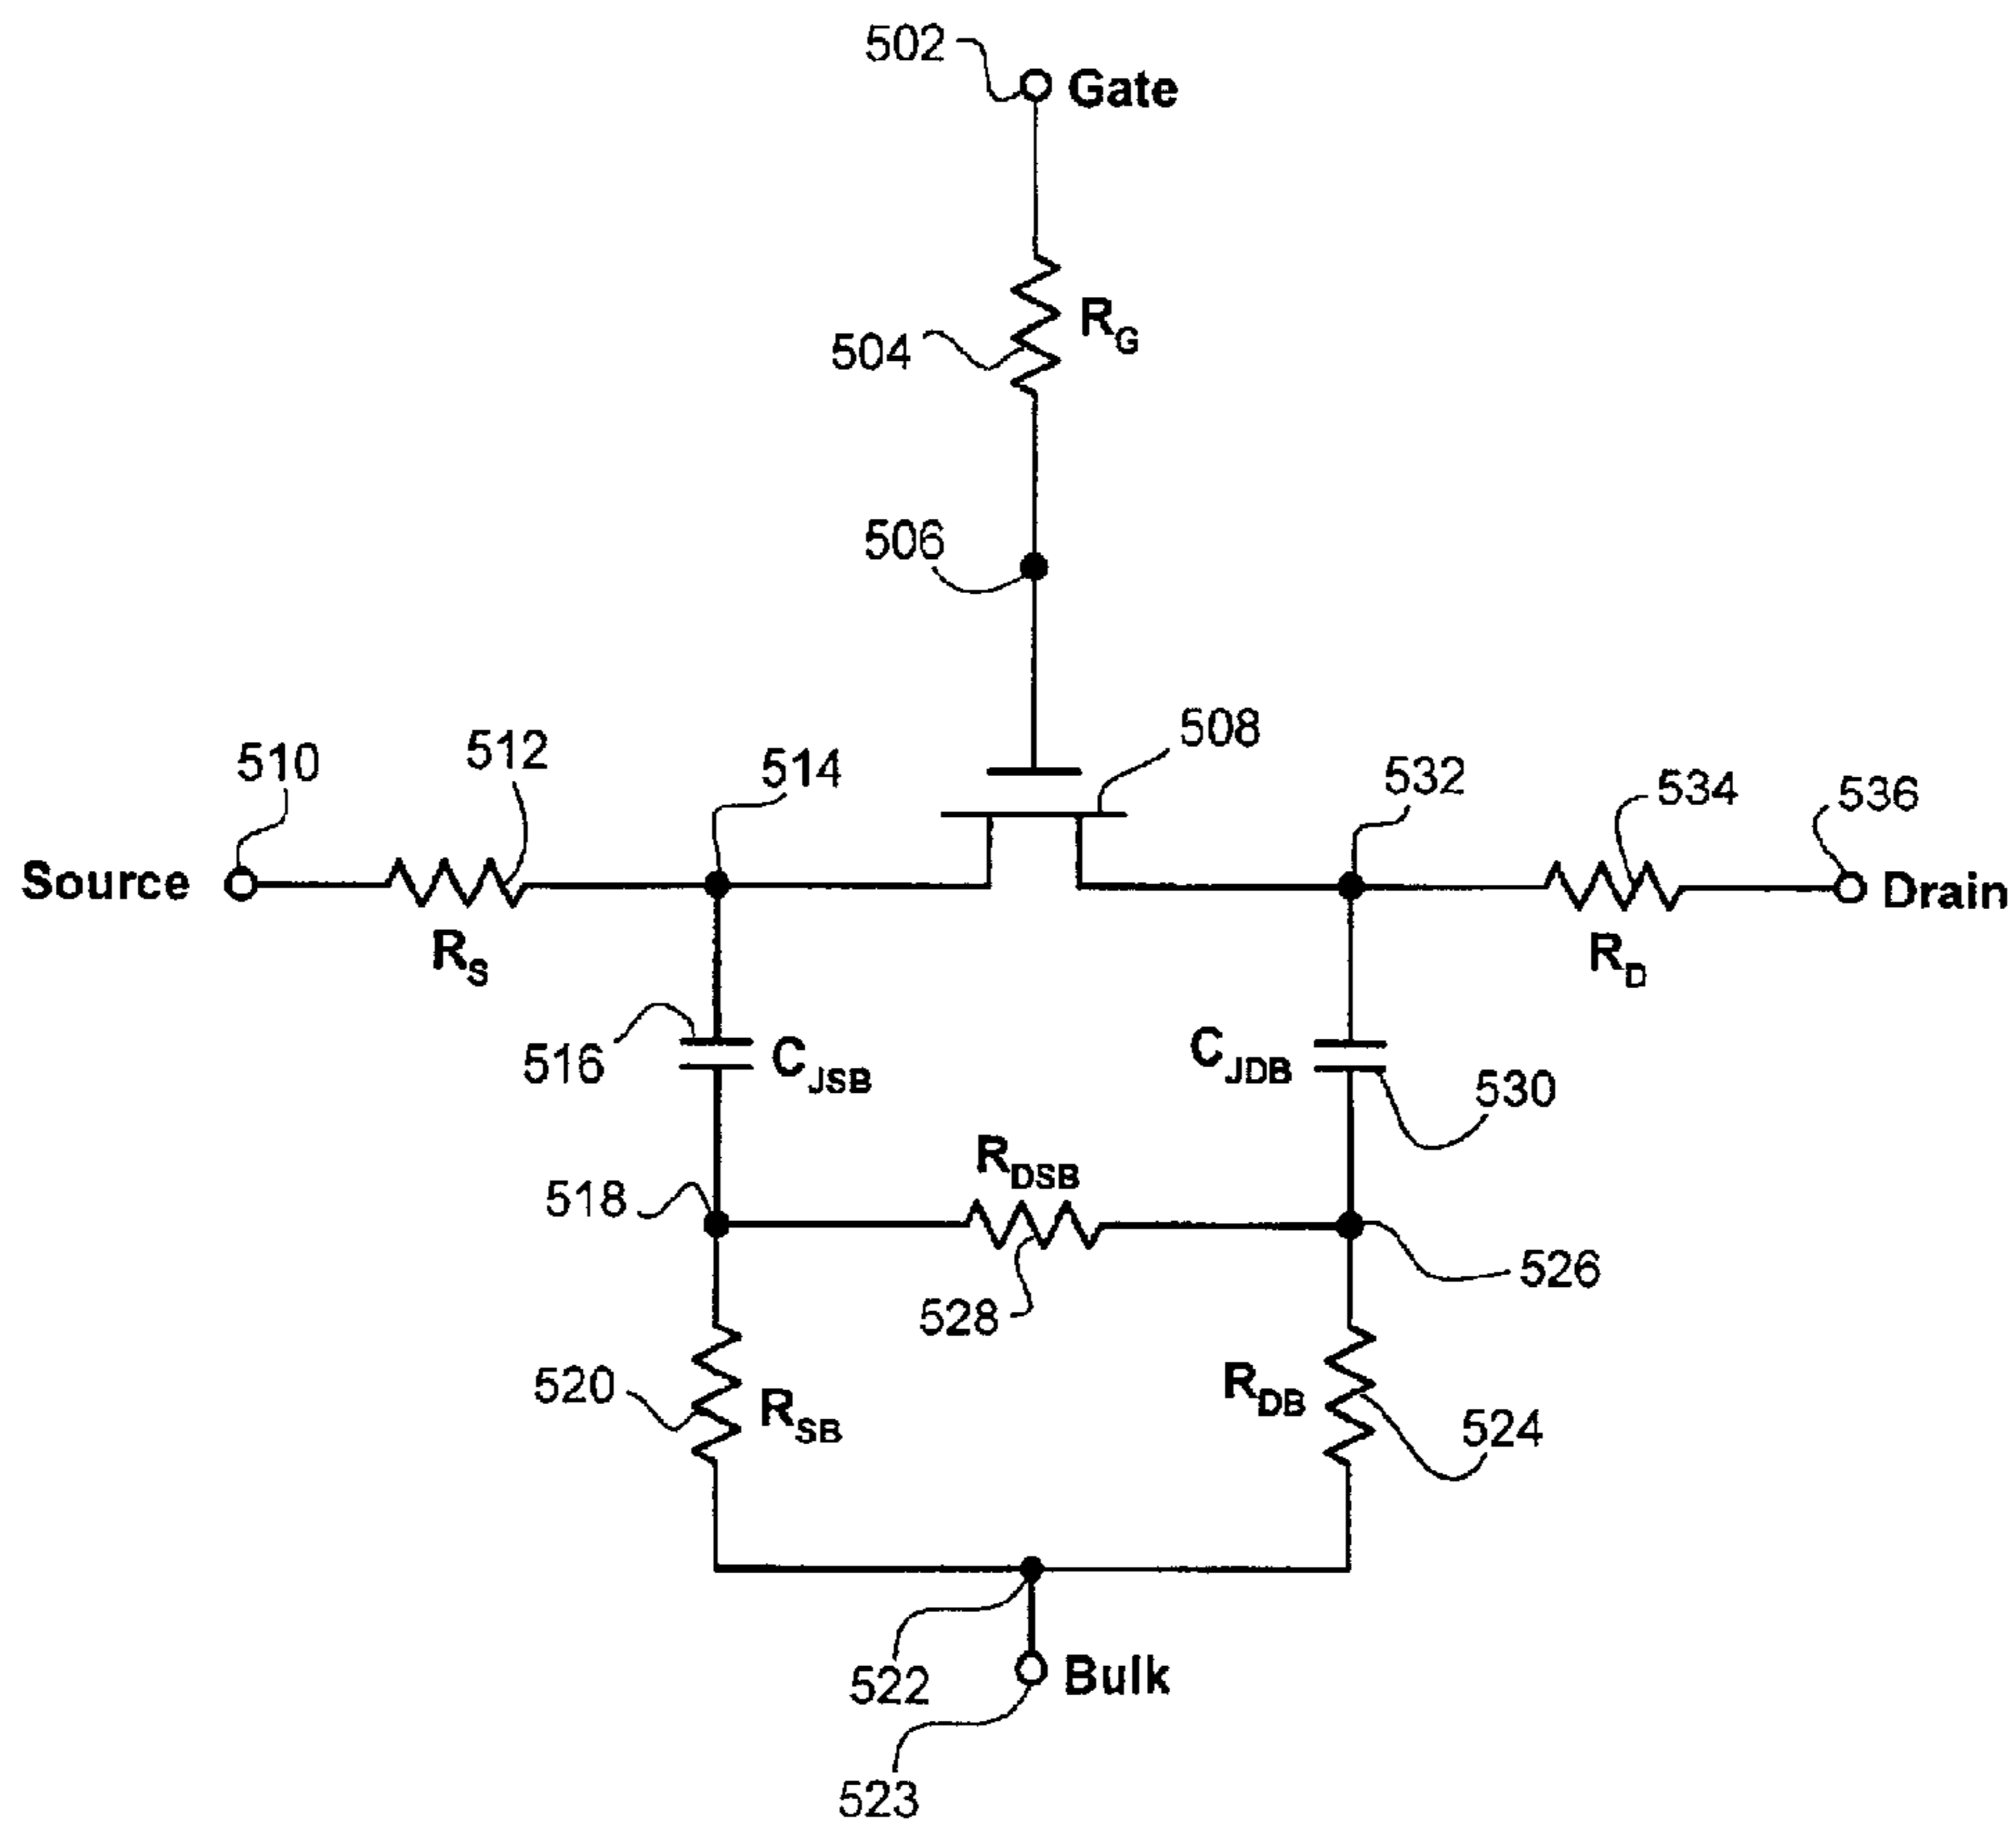 502
Gate
504
R_G
506
508
510
512
514
532
534
536
Source
Drain
R_S
R_D
516
C_JSB
C_JDB
530
R_DSB
518
526
528
520
R_SB
R_DB
524
522
Bulk
523